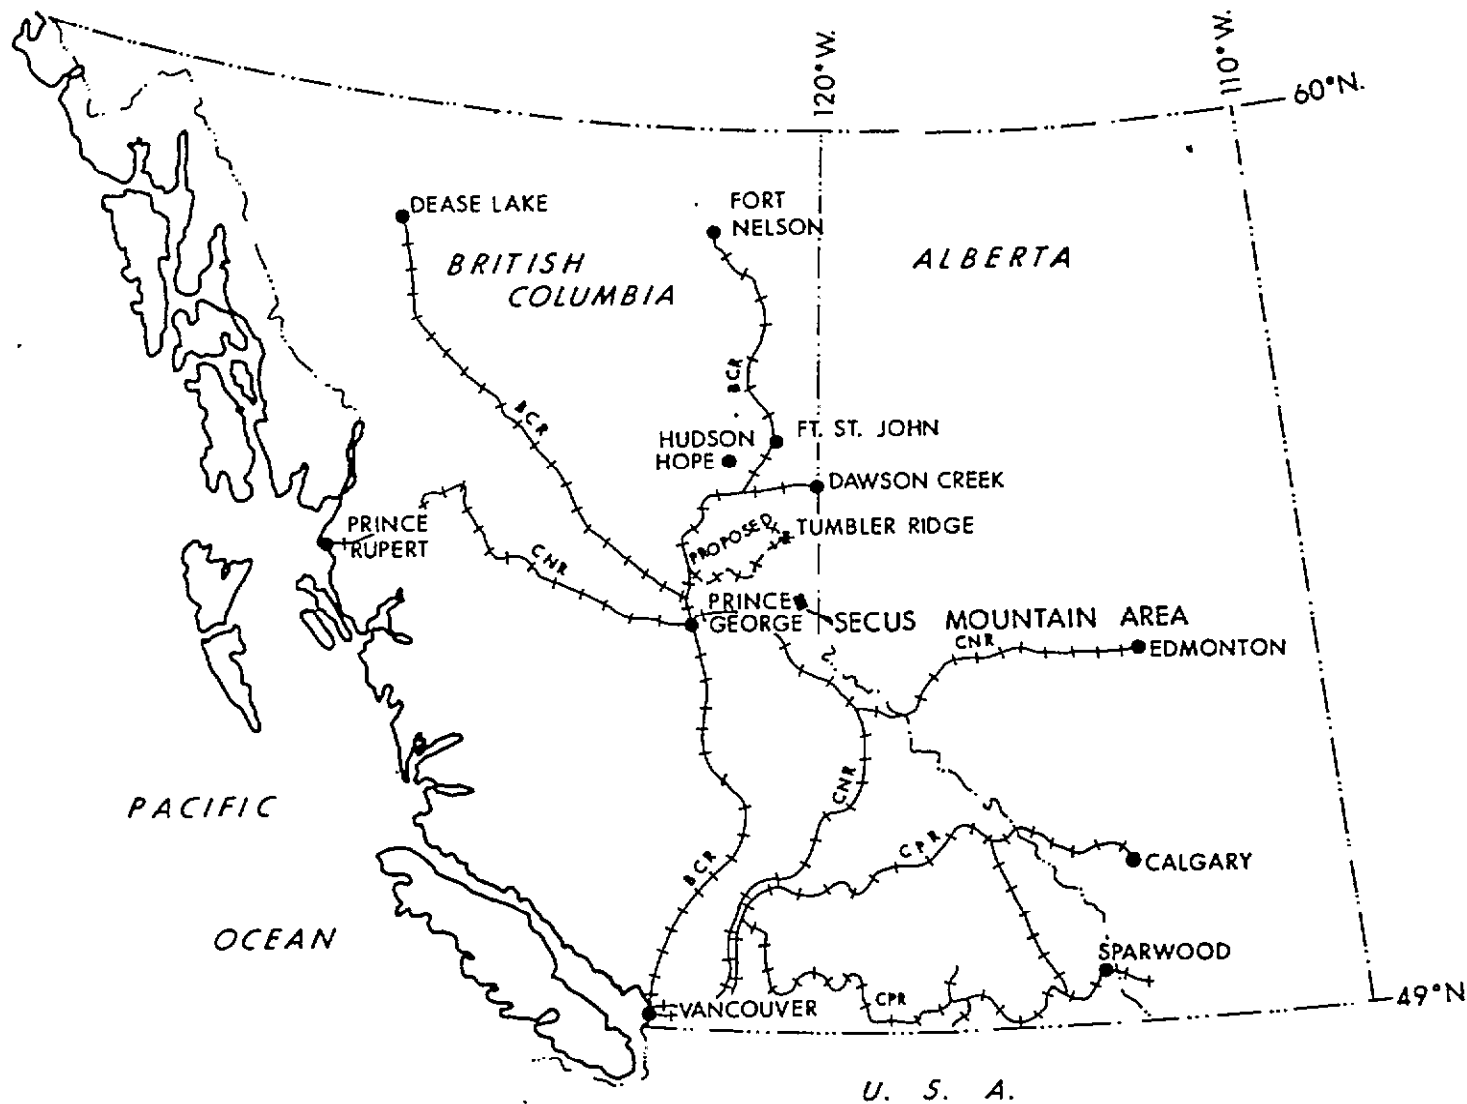 120°W.
110°W.
60°N.
DEASE LAKE
FORT
NELSON
BRITISH
COLUMBIA
ALBERTA
BCR
BCR
HUDSON
HOPE
FT. ST. JOHN
DAWSON CREEK
PRINCE
RUPERT
PROPOSED
TUMBLER RIDGE
CNR
PRINCE
GEORGE
SECUS MOUNTAIN AREA
CNR
EDMONTON
PACIFIC
CNR
CPR
CALGARY
BCR
OCEAN
SPARWOOD
CPR
VANCOUVER
49°N
U. S. A.